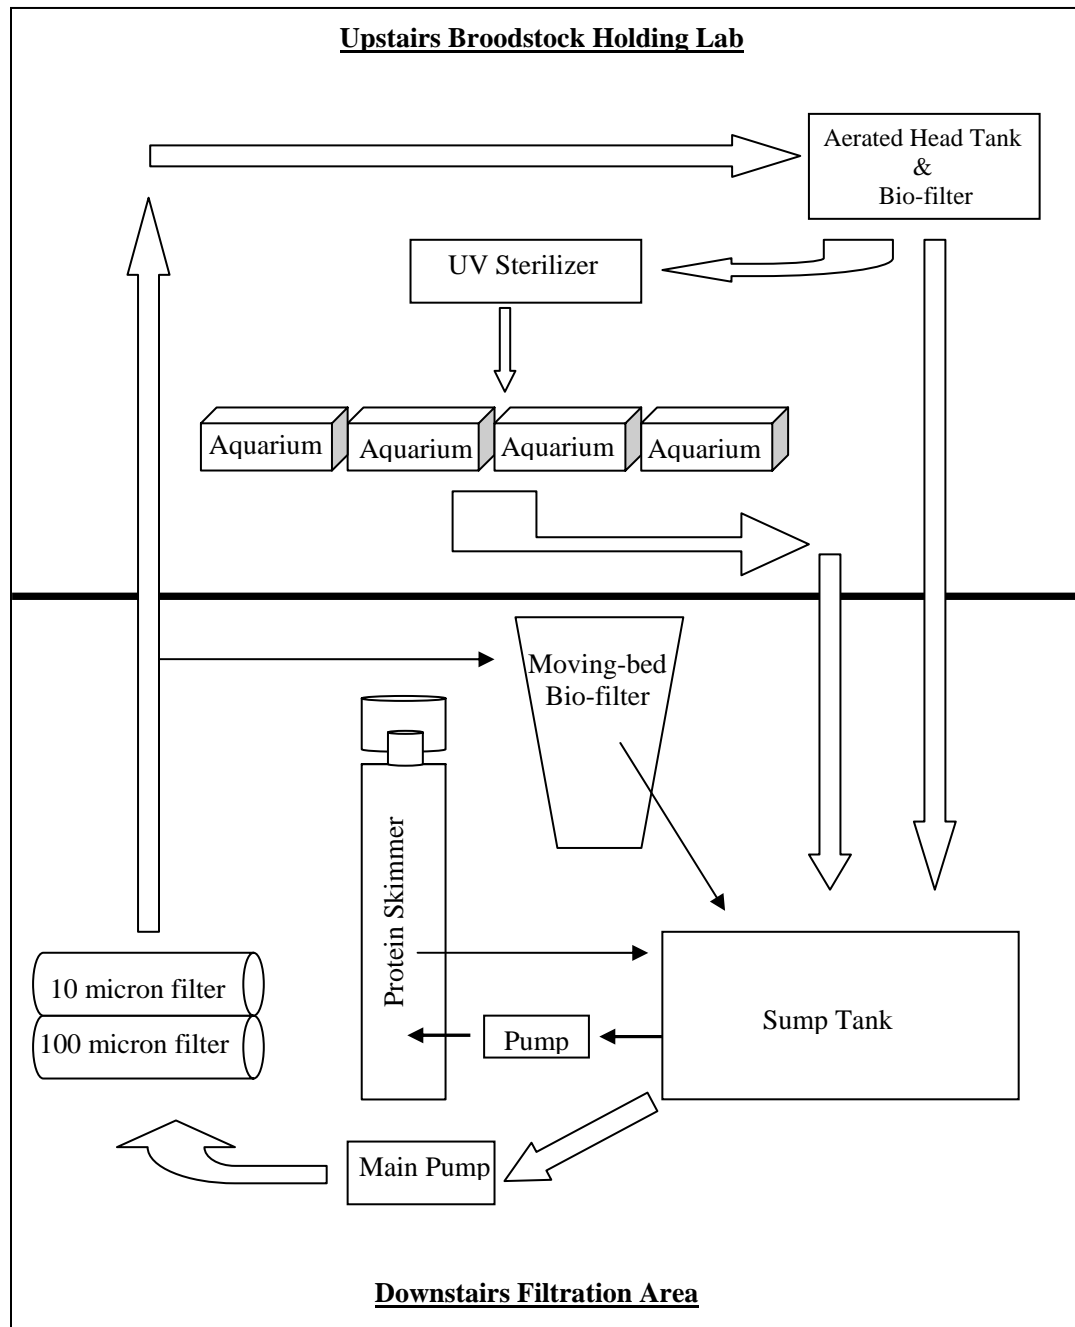 Upstairs Broodstock Holding Lab
Aerated Head Tank
&
Bio-filter
UV Sterilizer
Aquarium
Aquarium
Aquarium
Aquarium
Moving-bed
Bio-filter
Protein Skimmer
10 micron filter
100 micron filter
Pump
Sump Tank
Main Pump
Downstairs Filtration Area